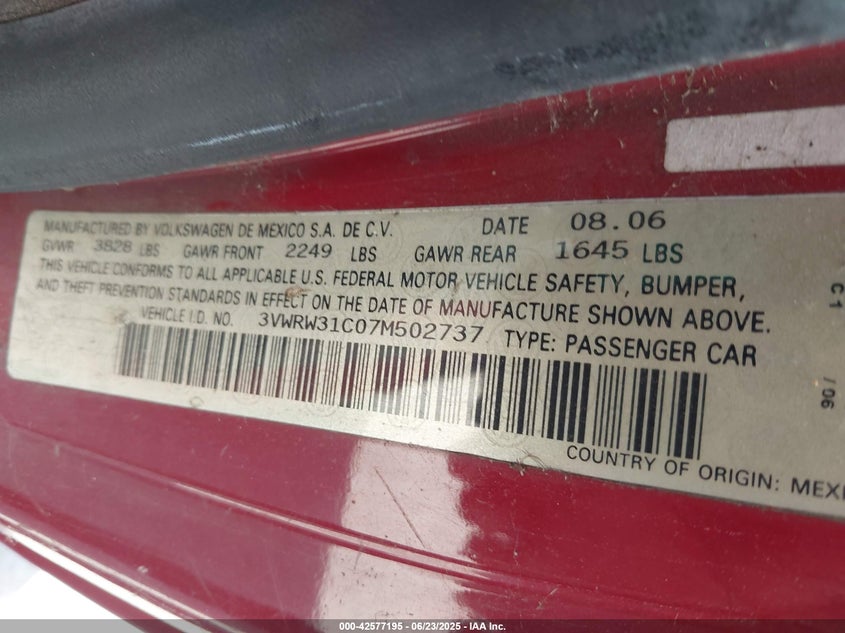 MANUFACTURED BY VOLKSWAGEN DE MEXICO S.A. DE C.V. DATE 08.06
GVWR 3828 LBS GAWR FRONT 2249 LBS GAWR REAR 1645 LBS
THIS VEHICLE CONFORMS TO ALL APPLICABLE U.S. FEDERAL MOTOR VEHICLE SAFETY, BUMPER,
AND THEFT PREVENTION STANDARDS IN EFFECT ON THE DATE OF MANUFACTURE SHOWN ABOVE.
VEHICLE I.D. NO. 3VWRW31C07M502737 TYPE: PASSENGER CAR
COUNTRY OF ORIGIN: MEXI
C1
/ 06
000-42577195 - 06/23/2025 - IAA Inc.